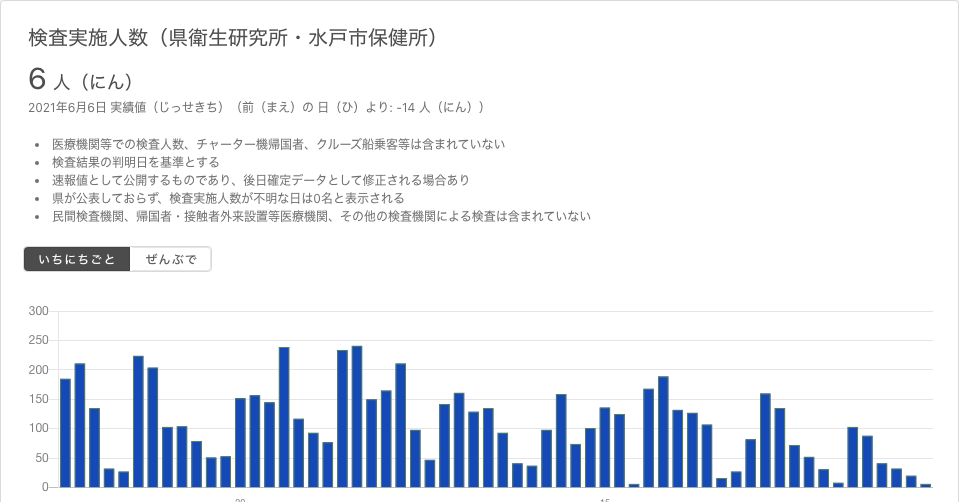 検査実施人数（県衛生研究所・水戸市保健所）
6 人（にん）
2021年6月6日 実績値（じっせきち）（前（まえ）の 日（ひ）より: -14 人（にん））
• 医療機関等での検査人数、チャーター機帰国者、クルーズ船乗客等は含まれていない
• 検査結果の判明日を基準とする
• 速報値として公開するものであり、後日確定データとして修正される場合あり
• 県が公表しておらず、検査実施人数が不明な日は0名と表示される
• 民間検査機関、帰国者・接触者外来設置等医療機関、その他の検査機関による検査は含まれていない
いちにちごと ぜんぶで
300
250
200
150
100
50
0